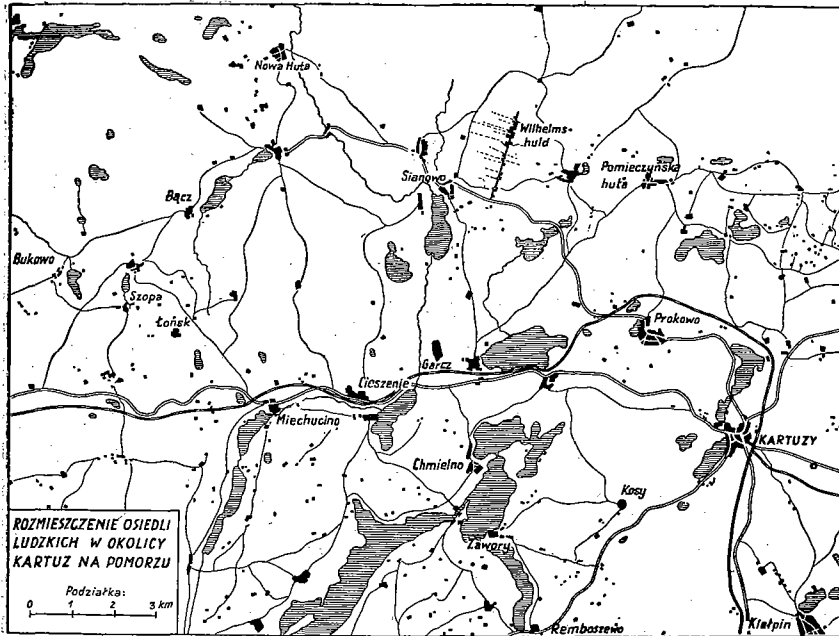 Nowa Huta
Wilhelms-
huld
Pomieczyńska
huta
Sianowo
Bącz
Bukowo
Szopa
Łońsk
Prokowo
Garcz
Cieszenie
Miechucino
KARTUZY
Chmielno
Kosy
Zawory
Remboszewo
Kiełpin
ROZMIESZCZENIE OSIEDLI
LUDZKICH W OKOLICY
KARTUZ NA POMORZU
Podziałka:
0 1 2 3 km